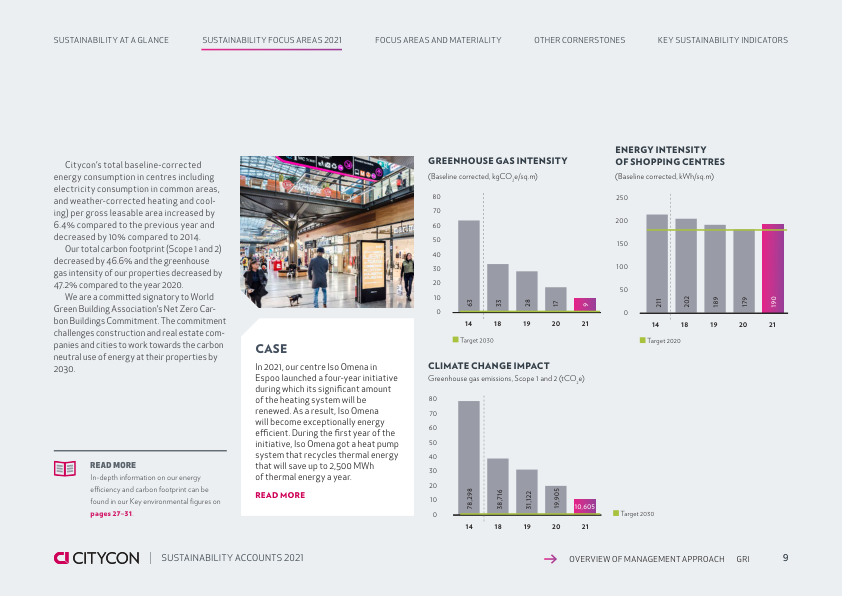 SUSTAINABILITY AT A GLANCE
SUSTAINABILITY FOCUS AREAS 2021
FOCUS AREAS AND MATERIALITY
OTHER CORNERSTONES
KEY SUSTAINABILITY INDICATORS
Citycon's total baseline-corrected
energy consumption in centres including
electricity consumption in common areas,
and weather-corrected heating and cool-
ing) per gross leasable area increased by
6.4% compared to the previous year and
decreased by 10% compared to 2014.
Our total carbon footprint (Scope 1 and 2)
decreased by 46.6% and the greenhouse
gas intensity of our properties decreased by
47.2% compared to the year 2020.
We are a committed signatory to World
Green Building Association's Net Zero Car-
bon Buildings Commitment. The commitment
challenges construction and real estate com-
panies and cities to work towards the carbon
neutral use of energy at their properties by
2030.
READ MORE
In-depth information on our energy
efficiency and carbon footprint can be
found in our Key environmental figures on
pages 27–31.
CASE
In 2021, our centre Iso Omena in
Espoo launched a four-year initiative
during which its significant amount
of the heating system will be
renewed. As a result, Iso Omena
will become exceptionally energy
efficient. During the first year of the
initiative, Iso Omena got a heat pump
system that recycles thermal energy
that will save up to 2,500 MWh
of thermal energy a year.
READ MORE
GREENHOUSE GAS INTENSITY
(Baseline corrected, kgCO2e/sq.m)
80
70
60
50
40
30
20
10
0
63
33
28
17
9
14
18
19
20
21
Target 2030
ENERGY INTENSITY
OF SHOPPING CENTRES
(Baseline corrected, kWh/sq.m)
250
200
150
100
50
0
211
202
189
179
190
14
18
19
20
21
Target 2020
CLIMATE CHANGE IMPACT
Greenhouse gas emissions, Scope 1 and 2 (tCO2e)
80
70
60
50
40
30
20
10
0
78,298
38,716
31,122
19,905
10,605
14
18
19
20
21
Target 2030
CITYCON
SUSTAINABILITY ACCOUNTS 2021
OVERVIEW OF MANAGEMENT APPROACH
GRI
9